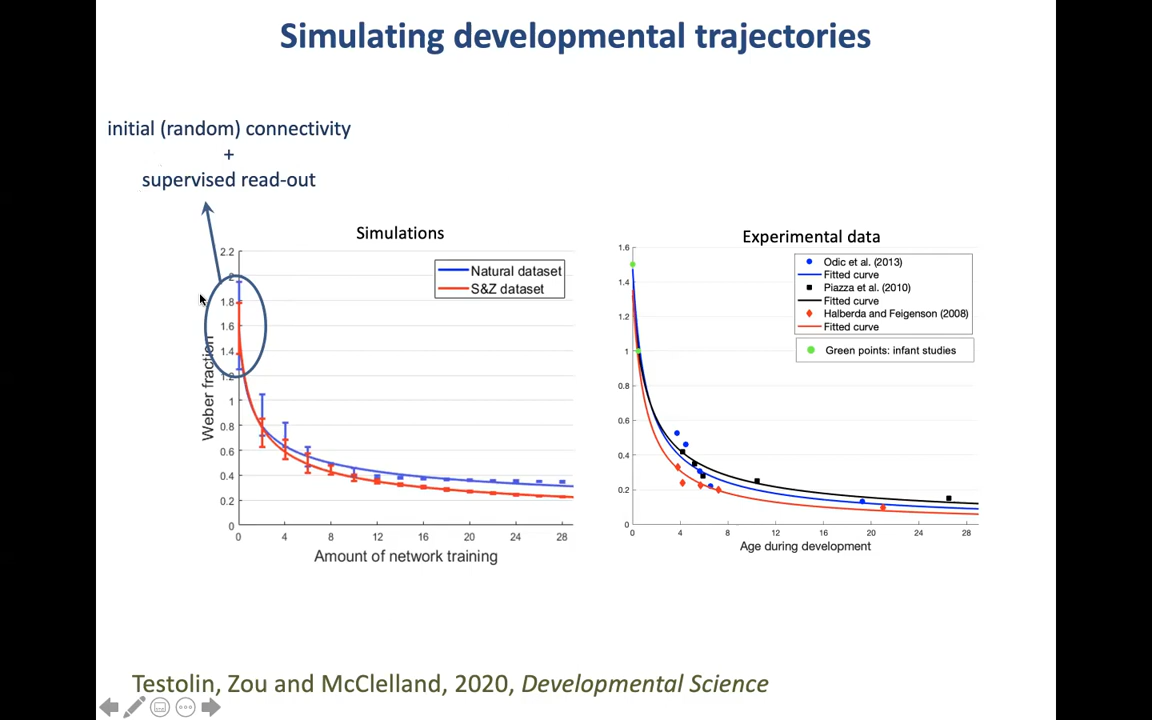 Simulating developmental trajectories
initial (random) connectivity
+
supervised read-out
Simulations
2.2
2
1.8
1.6
1.4
1.2
1
0.8
0.6
0.4
0.2
0
Weber fraction
Natural dataset
S&Z dataset
0 4 8 12 16 20 24 28
Amount of network training
Experimental data
1.6
1.4
1.2
1
0.8
0.6
0.4
0.2
0
Odic et al. (2013)
Fitted curve
Piazza et al. (2010)
Fitted curve
Halberda and Feigenson (2008)
Fitted curve
Green points: infant studies
0 4 8 12 16 20 24 28
Age during development
Testolin, Zou and McClelland, 2020, Developmental Science